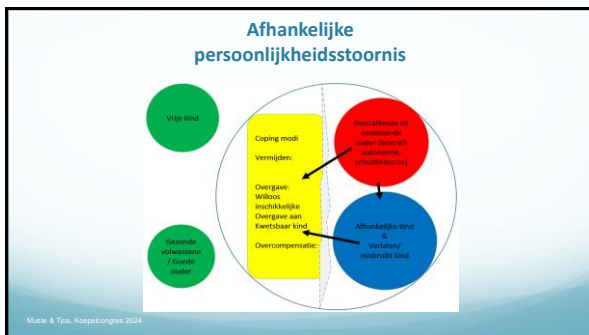 Afhankelijke
persoonlijkheidsstoornis
Vrije kind
Coping modi
Vermijden:
Overgave:
Willoos
inschikkelijke
Overgave aan
Kwetsbaar kind
Overcompensatie:
Bestraffende en
veeleisende
ouder (bestraft
autonomie,
schuldinductie)
Afhankelijke kind
&
Verlaten/
misbruikt kind
Gezonde
volwassene
/ Goede
ouder
Muste & Tjoa, Koepelcongres 2024